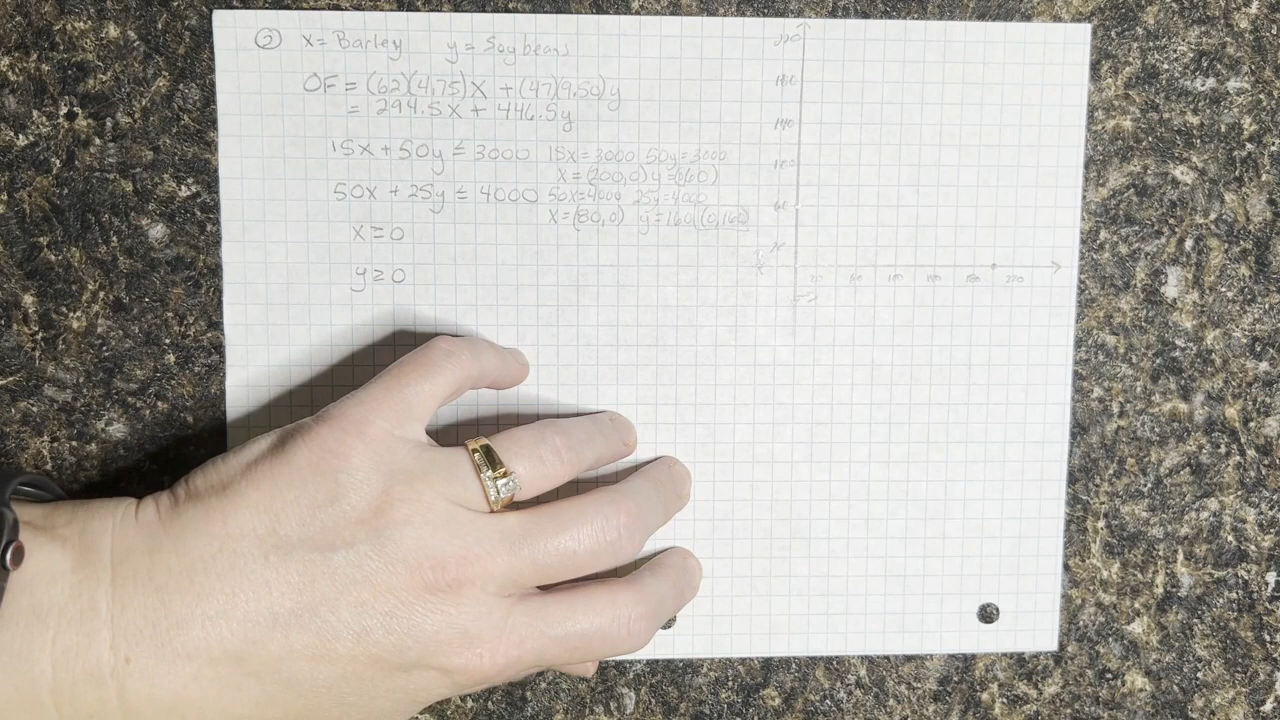 ② x = Barley y = Soybeans
OF = (62)(4.75)x + (47)(9.50)y
= 294.5x + 446.5y
15x + 50y ≤ 3000 15x=3000 50y=3000
x=(200,0) y=(0,60)
50x + 25y ≤ 4000 50x=4000 25y=4000
x=(80,0) y=160 (0,160)
x ≥ 0
y ≥ 0
220
180
140
100
60
20 60 100 140 180 220